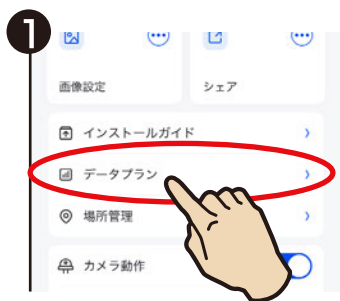 1
画像設定
シェア
インストールガイド
データプラン
場所管理
カメラ動作